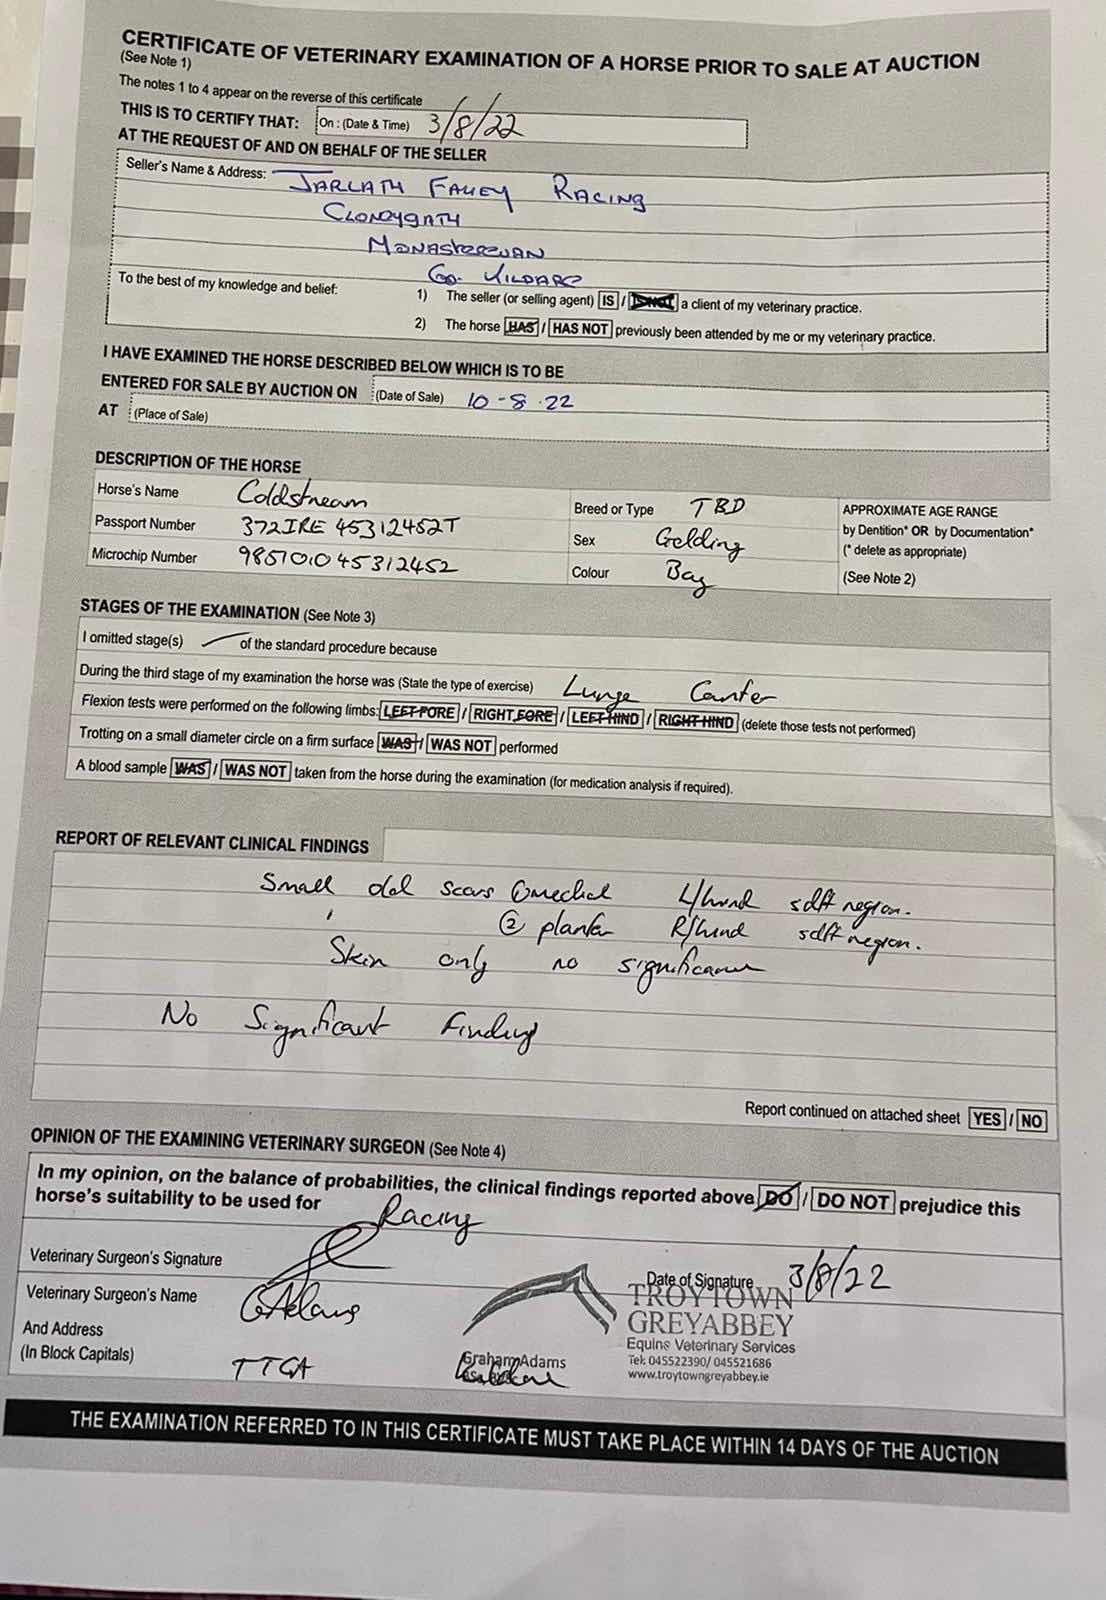 CERTIFICATE OF VETERINARY EXAMINATION OF A HORSE PRIOR TO SALE AT AUCTION
(See Note 1)
The notes 1 to 4 appear on the reverse of this certificate
THIS IS TO CERTIFY THAT: On : (Date & Time) 3/8/22
AT THE REQUEST OF AND ON BEHALF OF THE SELLER
Seller's Name & Address: JARLATH FAHEY RACING
CLONEYGATH
MONASTEREVAN
CO. KILDARE
To the best of my knowledge and belief:
1) The seller (or selling agent) IS / IS NOT a client of my veterinary practice.
2) The horse HAS / HAS NOT previously been attended by me or my veterinary practice.
I HAVE EXAMINED THE HORSE DESCRIBED BELOW WHICH IS TO BE
ENTERED FOR SALE BY AUCTION ON (Date of Sale) 10-8.22
AT (Place of Sale)
DESCRIPTION OF THE HORSE
Horse's Name Coldstream Breed or Type TBD APPROXIMATE AGE RANGE
Passport Number 372IRE 45312452T Sex Gelding by Dentition* OR by Documentation*
(* delete as appropriate)
Microchip Number 985101045312452 Colour Bay (See Note 2)
STAGES OF THE EXAMINATION (See Note 3)
I omitted stage(s) — of the standard procedure because
During the third stage of my examination the horse was (State the type of exercise) Lunge Canter
Flexion tests were performed on the following limbs: LEFT FORE / RIGHT FORE / LEFT HIND / RIGHT HIND (delete those tests not performed)
Trotting on a small diameter circle on a firm surface WAS / WAS NOT performed
A blood sample WAS / WAS NOT taken from the horse during the examination (for medication analysis if required).
REPORT OF RELEVANT CLINICAL FINDINGS
Small old scars ① medial L/hind sdft region.
② plantar R/hind sdft region.
Skin only no significance
No Significant Finding
Report continued on attached sheet YES / NO
OPINION OF THE EXAMINING VETERINARY SURGEON (See Note 4)
In my opinion, on the balance of probabilities, the clinical findings reported above DO / DO NOT prejudice this
horse's suitability to be used for Racing
Veterinary Surgeon's Signature
Date of Signature 3/8/22
Veterinary Surgeon's Name G Adams
And Address
(In Block Capitals) TTGA
TROYTOWN
GREYABBEY
Equine Veterinary Services
Tel: 045522390/ 045521686
www.troytowngreyabbey.ie
Graham Adams
THE EXAMINATION REFERRED TO IN THIS CERTIFICATE MUST TAKE PLACE WITHIN 14 DAYS OF THE AUCTION